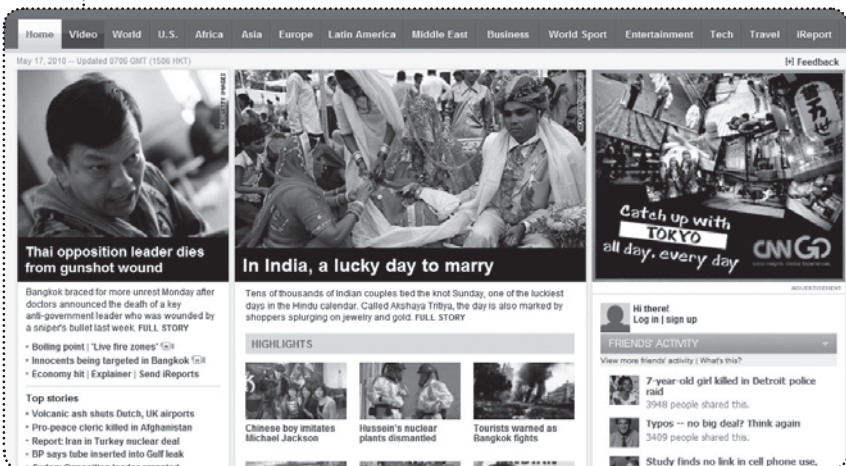 Home Video World U.S. Africa Asia Europe Latin America Middle East Business World Sport Entertainment Tech Travel iReport
May 17, 2010 -- Updated 0706 GMT (1506 HKT)
[+] Feedback
Thai opposition leader dies
from gunshot wound
Bangkok braced for more unrest Monday after
doctors announced the death of a key
anti-government leader who was wounded by
a sniper's bullet last week. FULL STORY
Boiling point | 'Live fire zones'
Innocents being targeted in Bangkok
Economy hit | Explainer | Send iReports
Top stories
Volcanic ash shuts Dutch, UK airports
Pro-peace cleric killed in Afghanistan
Report: Iran in Turkey nuclear deal
BP says tube inserted into Gulf leak
In India, a lucky day to marry
Tens of thousands of Indian couples tied the knot Sunday, one of the luckiest
days in the Hindu calendar. Called Akshaya Tritiya, the day is also marked by
shoppers splurging on jewelry and gold. FULL STORY
HIGHLIGHTS
Chinese boy imitates
Michael Jackson
Hussein's nuclear
plants dismantled
Tourists warned as
Bangkok fights
Catch up with
TOKYO
all day, every day
CNN GO
ADVERTISEMENT
Hi there!
Log in | sign up
FRIENDS' ACTIVITY
View more friends' activity | What's this?
7-year-old girl killed in Detroit police
raid
3948 people shared this.
Typos -- no big deal? Think again
3409 people shared this.
Study finds no link in cell phone use,